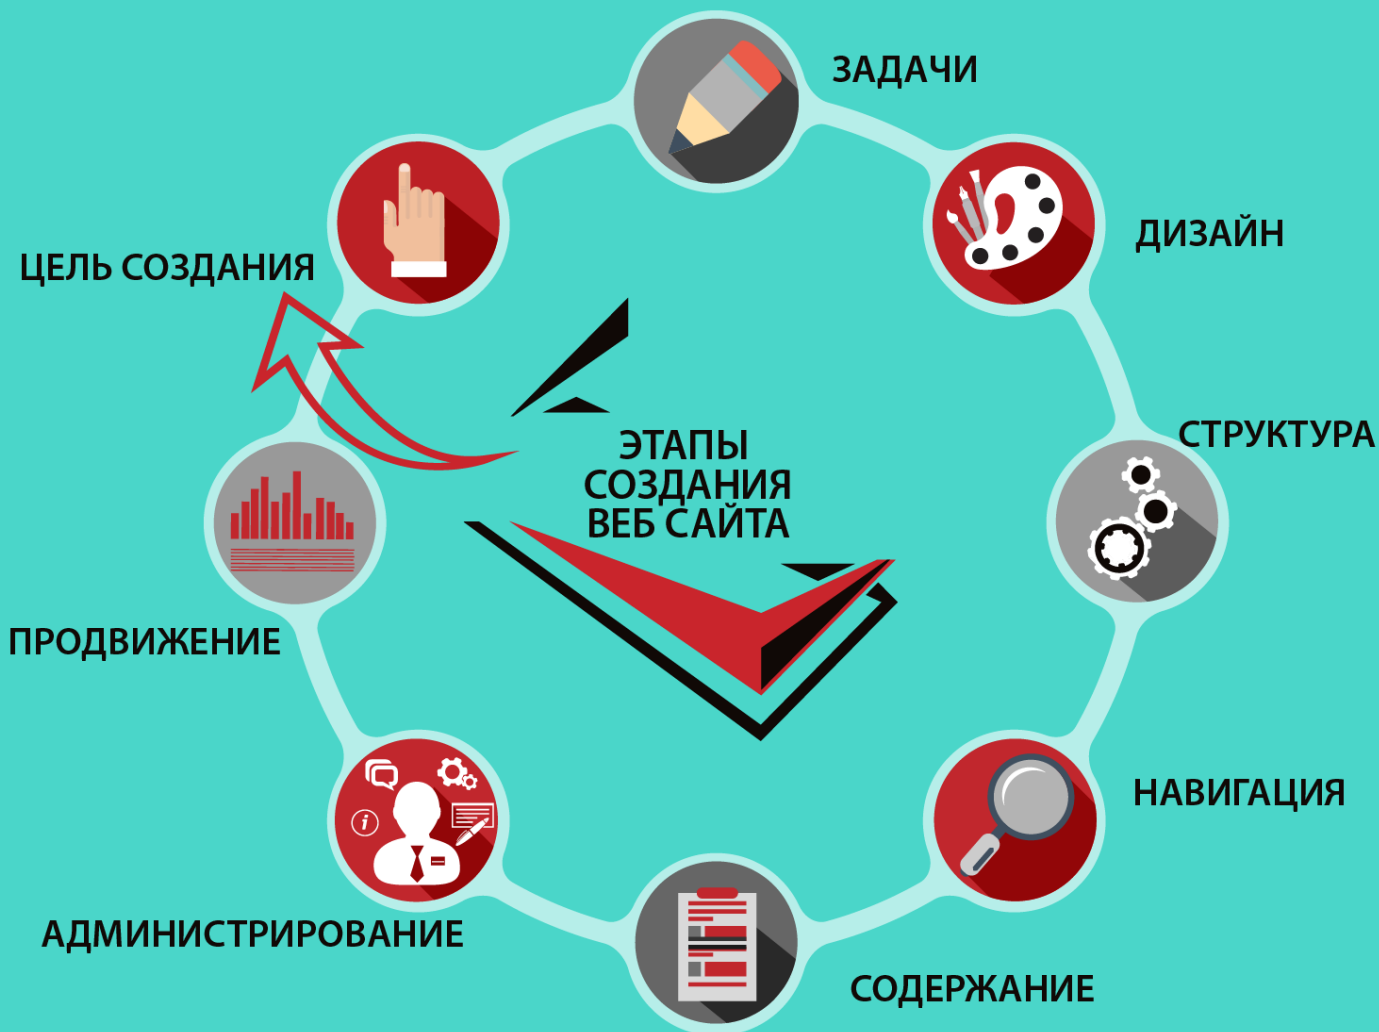 ЗАДАЧИ
ДИЗАЙН
ЦЕЛЬ СОЗДАНИЯ
СТРУКТУРА
ЭТАПЫ
СОЗДАНИЯ
ВЕБ САЙТА
ПРОДВИЖЕНИЕ
НАВИГАЦИЯ
АДМИНИСТРИРОВАНИЕ
СОДЕРЖАНИЕ
i